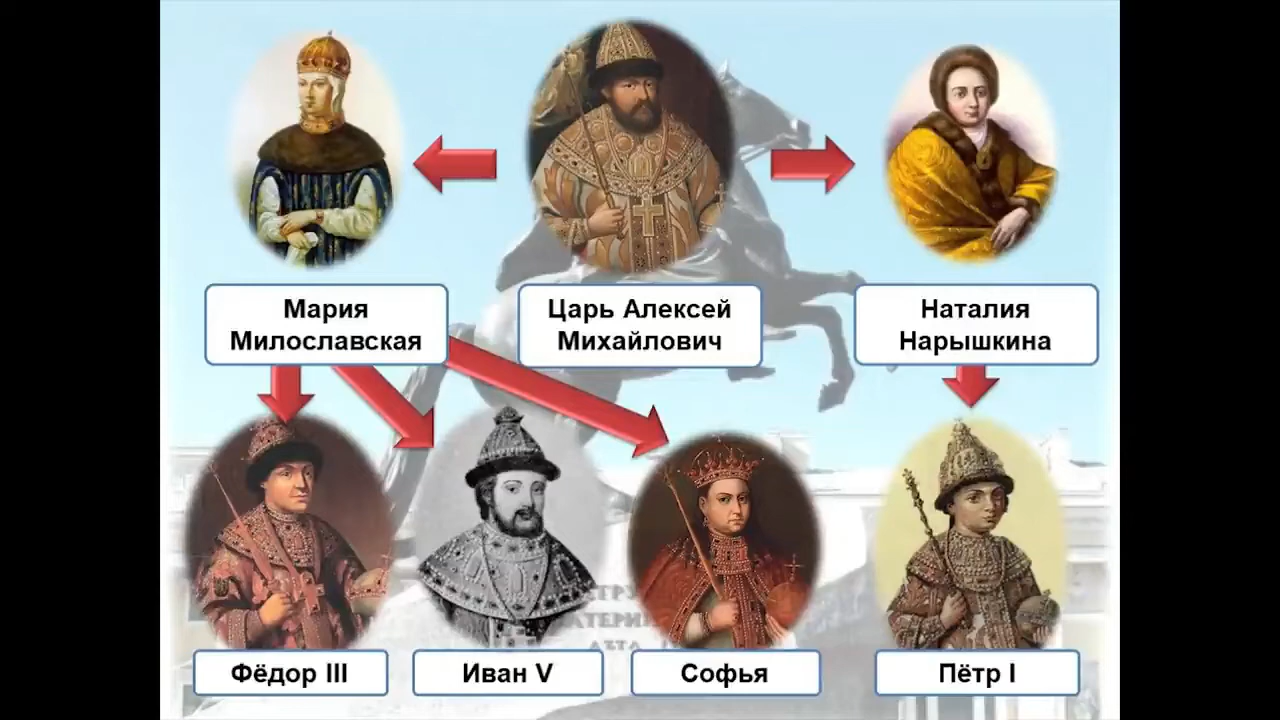 Мария
Милославская
Царь Алексей
Михайлович
Наталия
Нарышкина
Фёдор III
Иван V
Софья
Пётр I